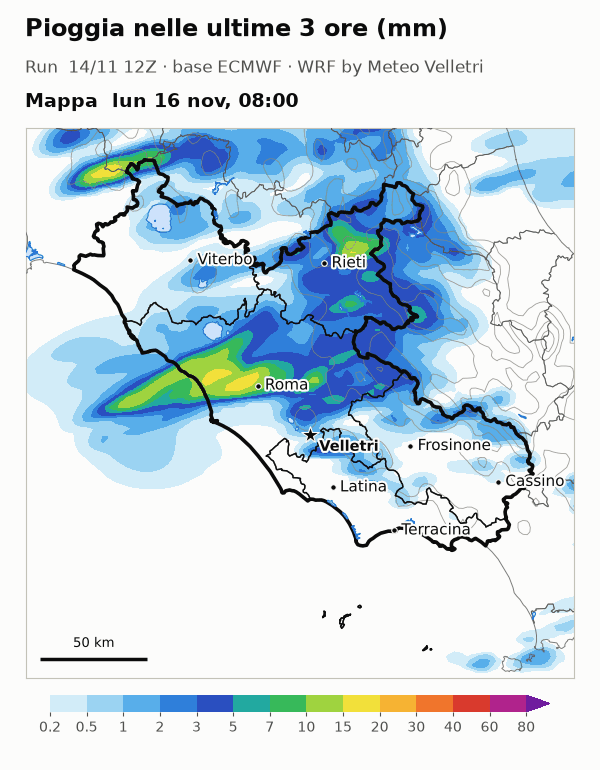 Pioggia nelle ultime 3 ore (mm)
Run  14/11 12Z · base ECMWF · WRF by Meteo Velletri
Mappa  lun 16 nov, 08:00
Viterbo
Rieti
Roma
Velletri
Frosinone
Latina
Cassino
Terracina
50 km
0.2 0.5 1 2 3 5 7 10 15 20 30 40 60 80